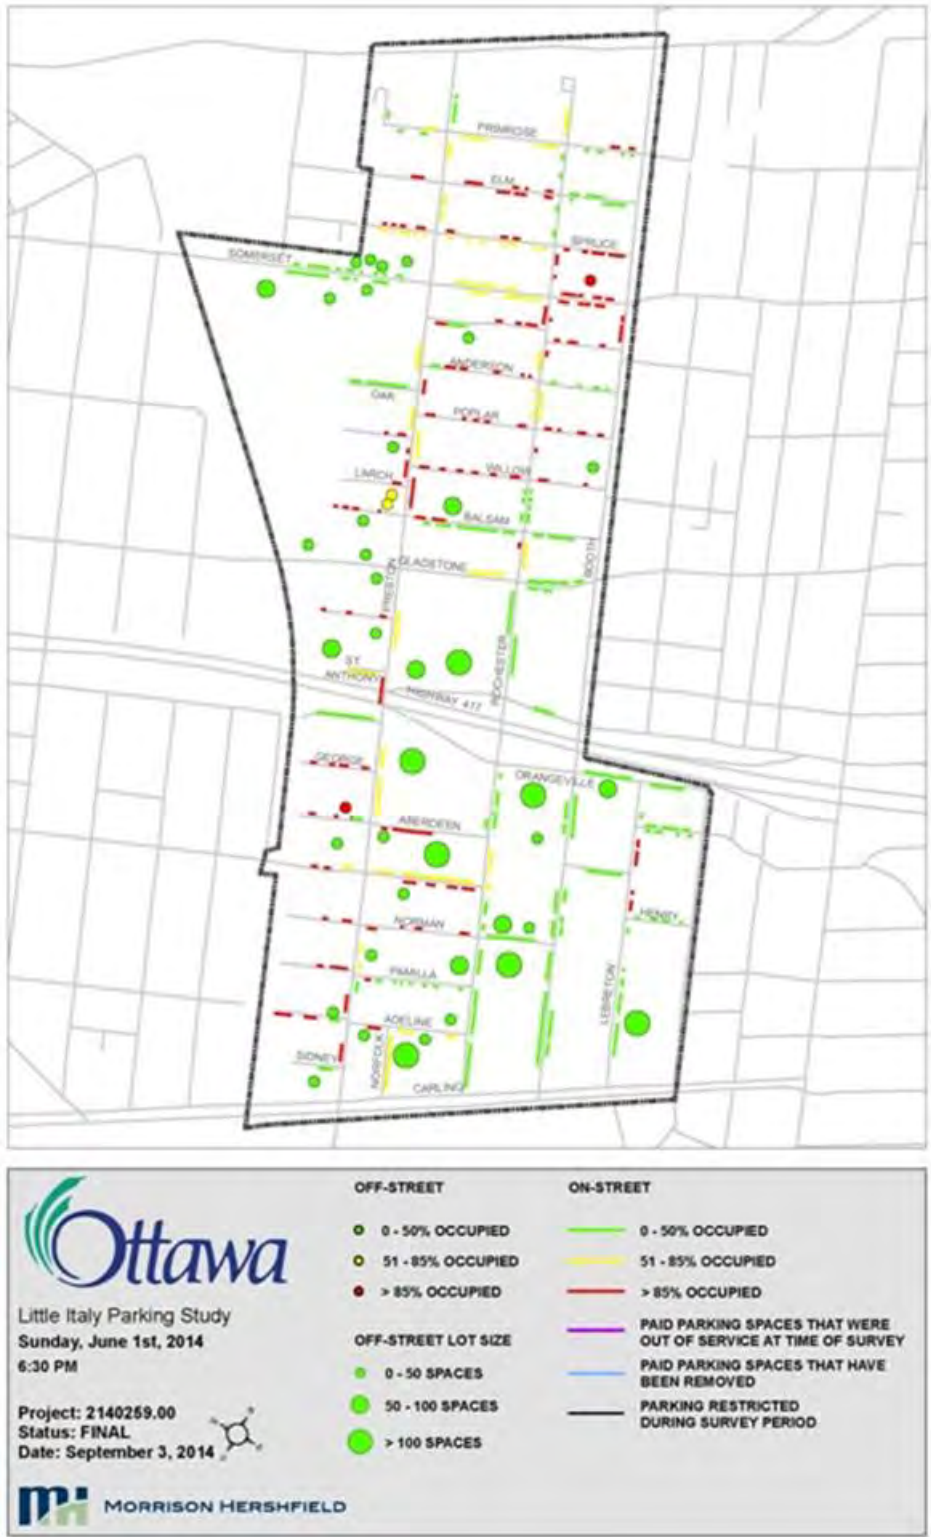 PRIMROSE
ELM
SPRUCE
SOMERSET
ANDERSON
OAK
POPLAR
WILLOW
LARCH
BALSAM
BOOTH
GLADSTONE
PRESTON
ROCHESTER
ST.
ANTHONY
HIGHWAY 417
GEORGE
ORANGEVILLE
ABERDEEN
HENRY
NORMAN
PAMILLA
LEBRETON
ADELINE
SIDNEY
NORFOLK
CARLING
Ottawa
Little Italy Parking Study
Sunday, June 1st, 2014
6:30 PM
Project: 2140259.00
Status: FINAL
Date: September 3, 2014
MORRISON HERSHFIELD
OFF-STREET
0 - 50% OCCUPIED
51 - 85% OCCUPIED
> 85% OCCUPIED
OFF-STREET LOT SIZE
0 - 50 SPACES
50 - 100 SPACES
> 100 SPACES
ON-STREET
0 - 50% OCCUPIED
51 - 85% OCCUPIED
> 85% OCCUPIED
PAID PARKING SPACES THAT WERE
OUT OF SERVICE AT TIME OF SURVEY
PAID PARKING SPACES THAT HAVE
BEEN REMOVED
PARKING RESTRICTED
DURING SURVEY PERIOD